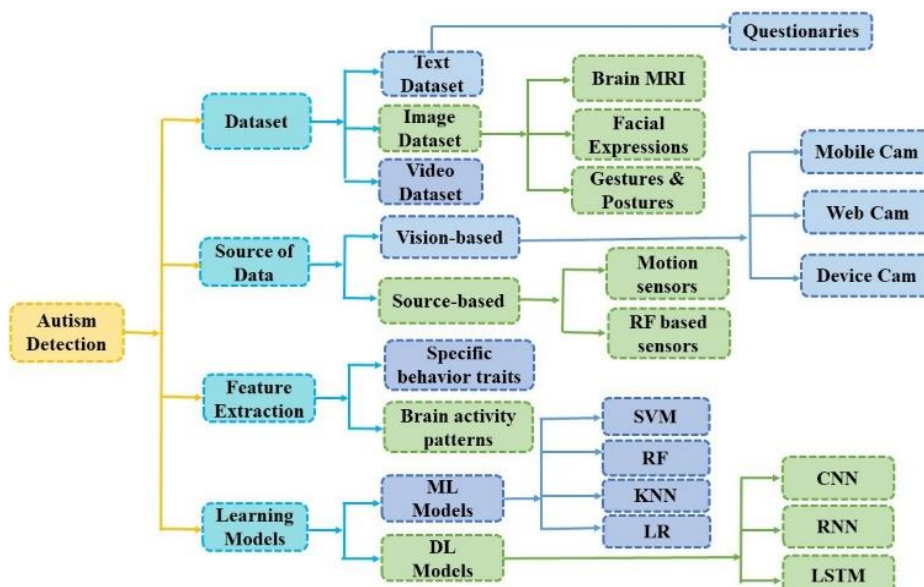 Questionaries
Text
Dataset
Brain MRI
Dataset
Image
Dataset
Facial
Expressions
Mobile Cam
Video
Dataset
Gestures &
Postures
Web Cam
Source of
Data
Vision-based
Device Cam
Motion
sensors
Source-based
Autism
Detection
RF based
sensors
Specific
behavior traits
Feature
Extraction
Brain activity
patterns
SVM
RF
CNN
ML
Models
KNN
Learning
Models
LR
RNN
DL
Models
LSTM